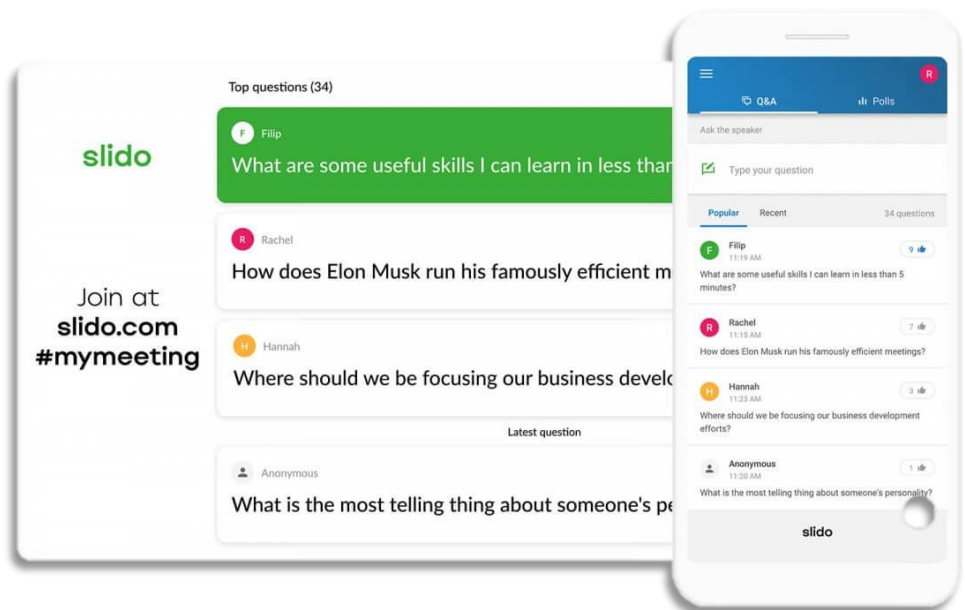 slido
Join at
slido.com
#mymeeting
Top questions (34)
F Filip
What are some useful skills I can learn in less than
R Rachel
How does Elon Musk run his famously efficient m
H Hannah
Where should we be focusing our business develo
Latest question
Anonymous
What is the most telling thing about someone's pe
R
Q&A Polls
Ask the speaker
Type your question
Popular Recent 34 questions
F Filip 9
11:19 AM
What are some useful skills I can learn in less than 5
minutes?
R Rachel 7
11:15 AM
How does Elon Musk run his famously efficient meetings?
H Hannah 3
11:23 AM
Where should we be focusing our business development
efforts?
Anonymous 1
11:20 AM
What is the most telling thing about someone's personality?
slido